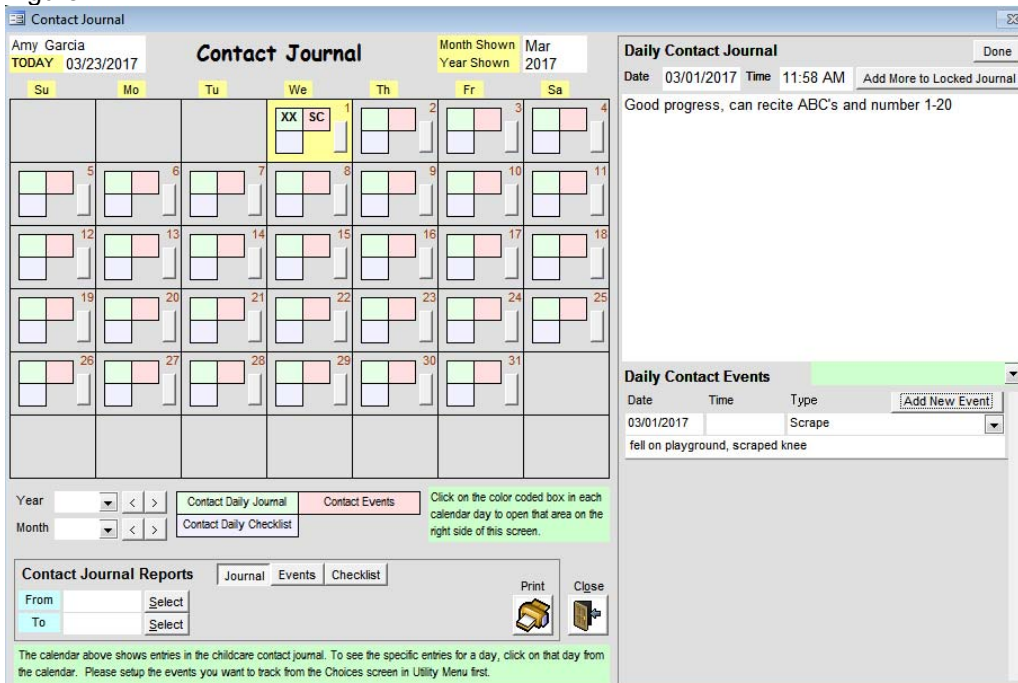 Contact Journal
Amy Garcia
TODAY 03/23/2017
Contact Journal
Month Shown Mar
Year Shown 2017
Su Mo Tu We Th Fr Sa
1 2 3 4
XX SC
5 6 7 8 9 10 11
12 13 14 15 16 17 18
19 20 21 22 23 24 25
26 27 28 29 30 31
Year < >
Month < >
Contact Daily Journal Contact Events
Contact Daily Checklist
Click on the color coded box in each
calendar day to open that area on the
right side of this screen.
Contact Journal Reports Journal Events Checklist
From Select
To Select
Print Close
The calendar above shows entries in the childcare contact journal. To see the specific entries for a day, click on that day from
the calendar. Please setup the events you want to track from the Choices screen in Utility Menu first.
Daily Contact Journal Done
Date 03/01/2017 Time 11:58 AM Add More to Locked Journal
Good progress, can recite ABC's and number 1-20
Daily Contact Events
Date Time Type Add New Event
03/01/2017 Scrape
fell on playground, scraped knee